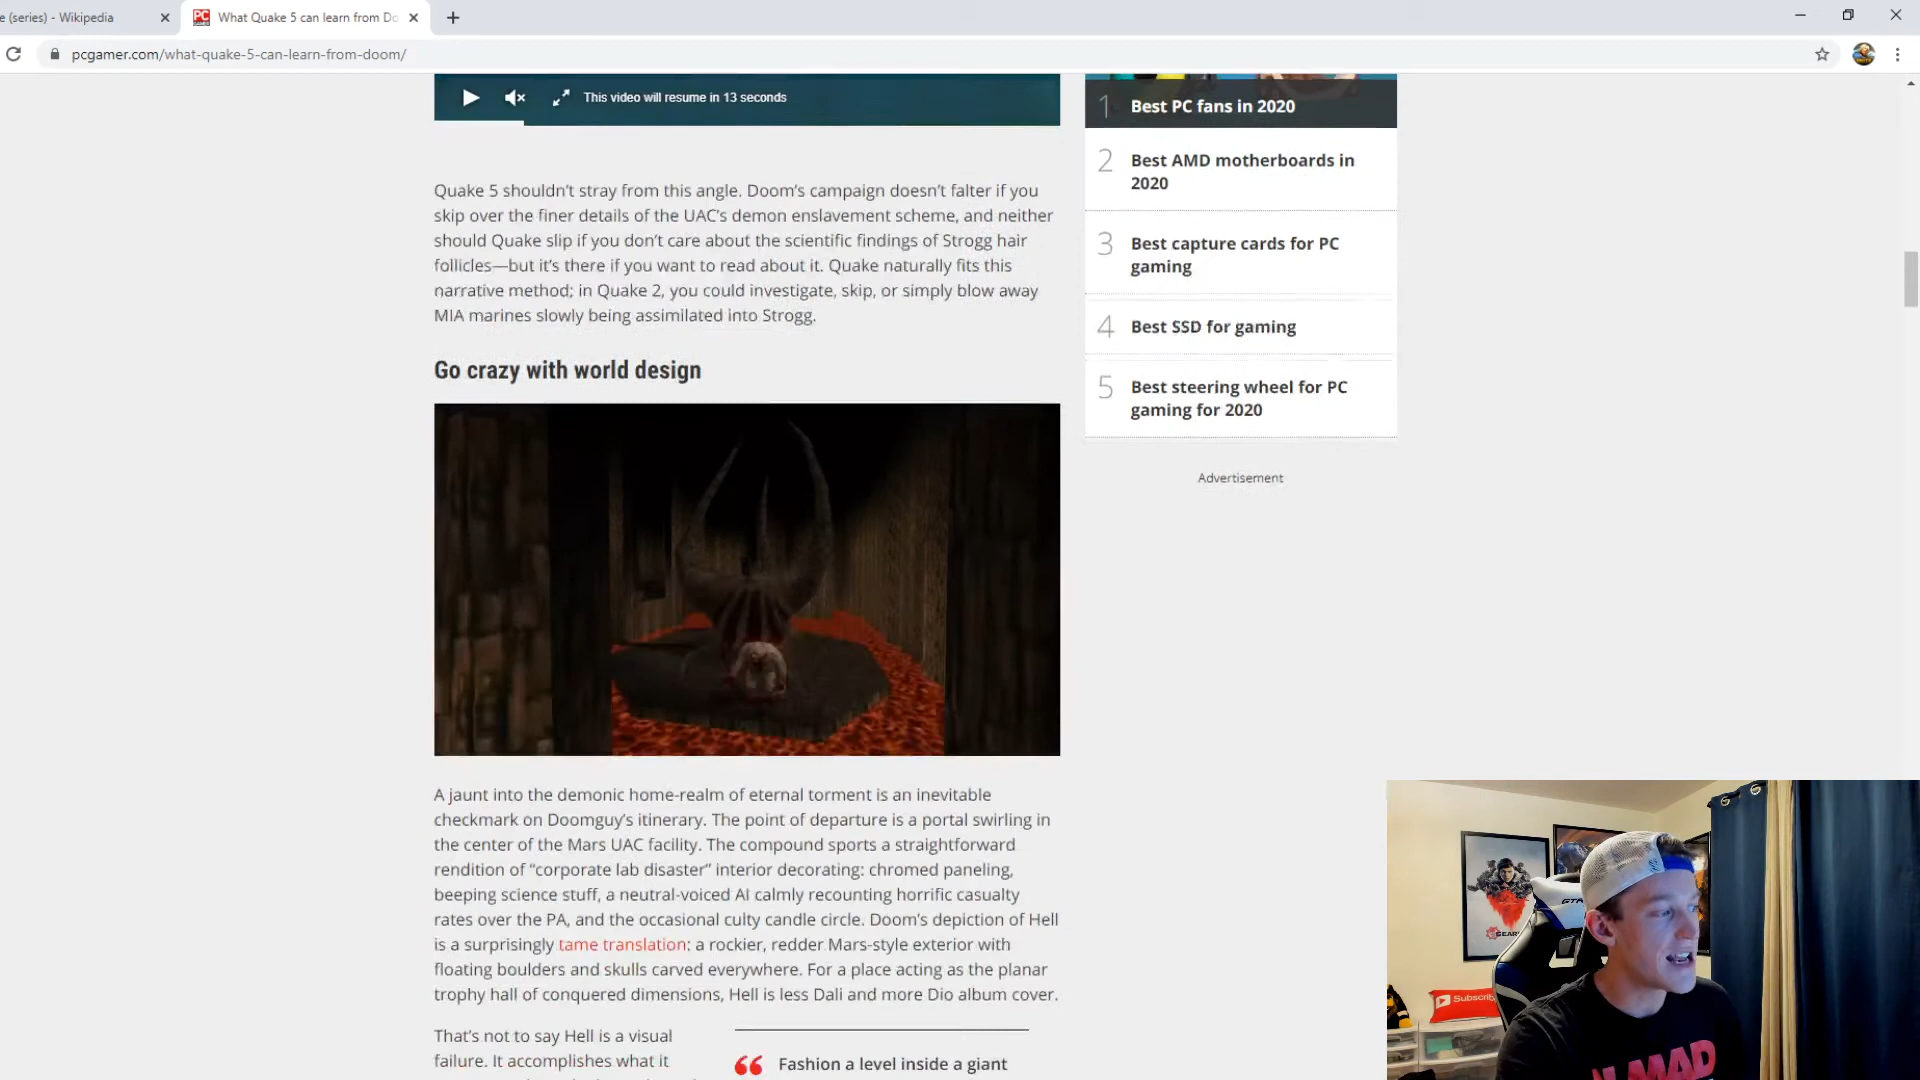 e (series) - Wikipedia
PC GAMER
What Quake 5 can learn from Do
pcgamer.com/what-quake-5-can-learn-from-doom/
This video will resume in 13 seconds
Quake 5 shouldn't stray from this angle. Doom's campaign doesn't falter if you
skip over the finer details of the UAC's demon enslavement scheme, and neither
should Quake slip if you don't care about the scientific findings of Strogg hair
follicles—but it's there if you want to read about it. Quake naturally fits this
narrative method; in Quake 2, you could investigate, skip, or simply blow away
MIA marines slowly being assimilated into Strogg.
Go crazy with world design
A jaunt into the demonic home-realm of eternal torment is an inevitable
checkmark on Doomguy's itinerary. The point of departure is a portal swirling in
the center of the Mars UAC facility. The compound sports a straightforward
rendition of “corporate lab disaster” interior decorating: chromed paneling,
beeping science stuff, a neutral-voiced AI calmly recounting horrific casualty
rates over the PA, and the occasional culty candle circle. Doom's depiction of Hell
is a surprisingly tame translation: a rockier, redder Mars-style exterior with
floating boulders and skulls carved everywhere. For a place acting as the planar
trophy hall of conquered dimensions, Hell is less Dali and more Dio album cover.
That's not to say Hell is a visual
failure. It accomplishes what it
Fashion a level inside a giant
1 Best PC fans in 2020
2 Best AMD motherboards in
2020
3 Best capture cards for PC
gaming
4 Best SSD for gaming
5 Best steering wheel for PC
gaming for 2020
Advertisement
GEARS
GTR
Subscrib
MAD